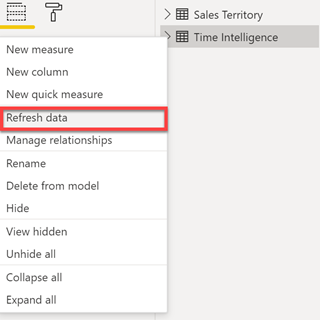 Sales Territory
Time Intelligence
New measure
New column
New quick measure
Refresh data
Manage relationships
Rename
Delete from model
Hide
View hidden
Unhide all
Collapse all
Expand all